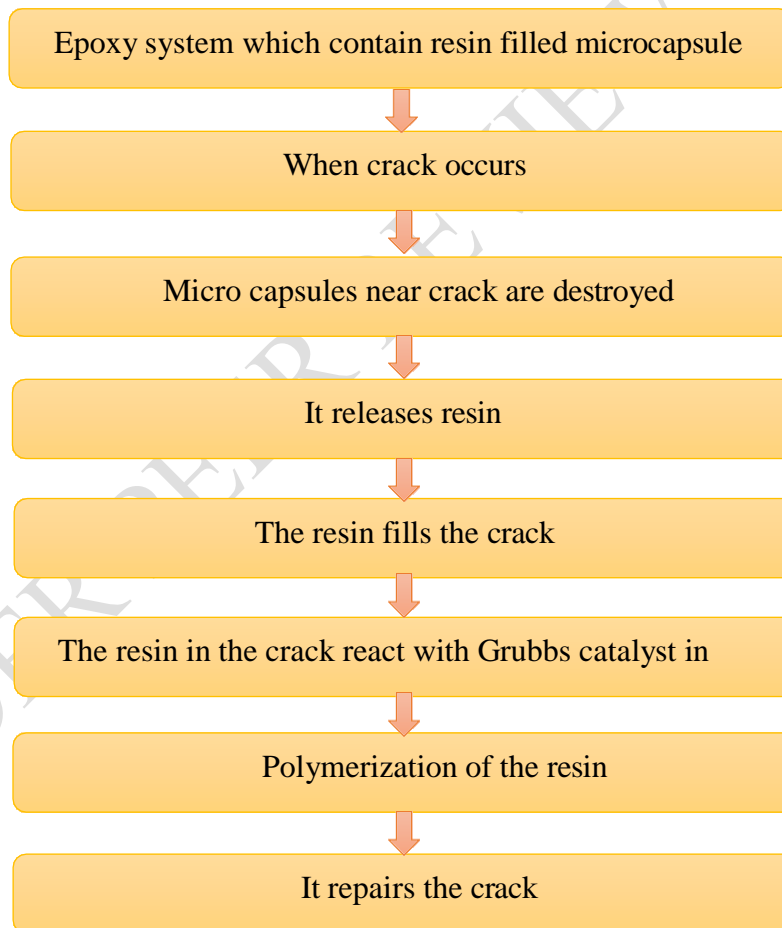 Epoxy system which contain resin filled microcapsule
When crack occurs
Micro capsules near crack are destroyed
It releases resin
The resin fills the crack
The resin in the crack react with Grubbs catalyst in
Polymerization of the resin
It repairs the crack